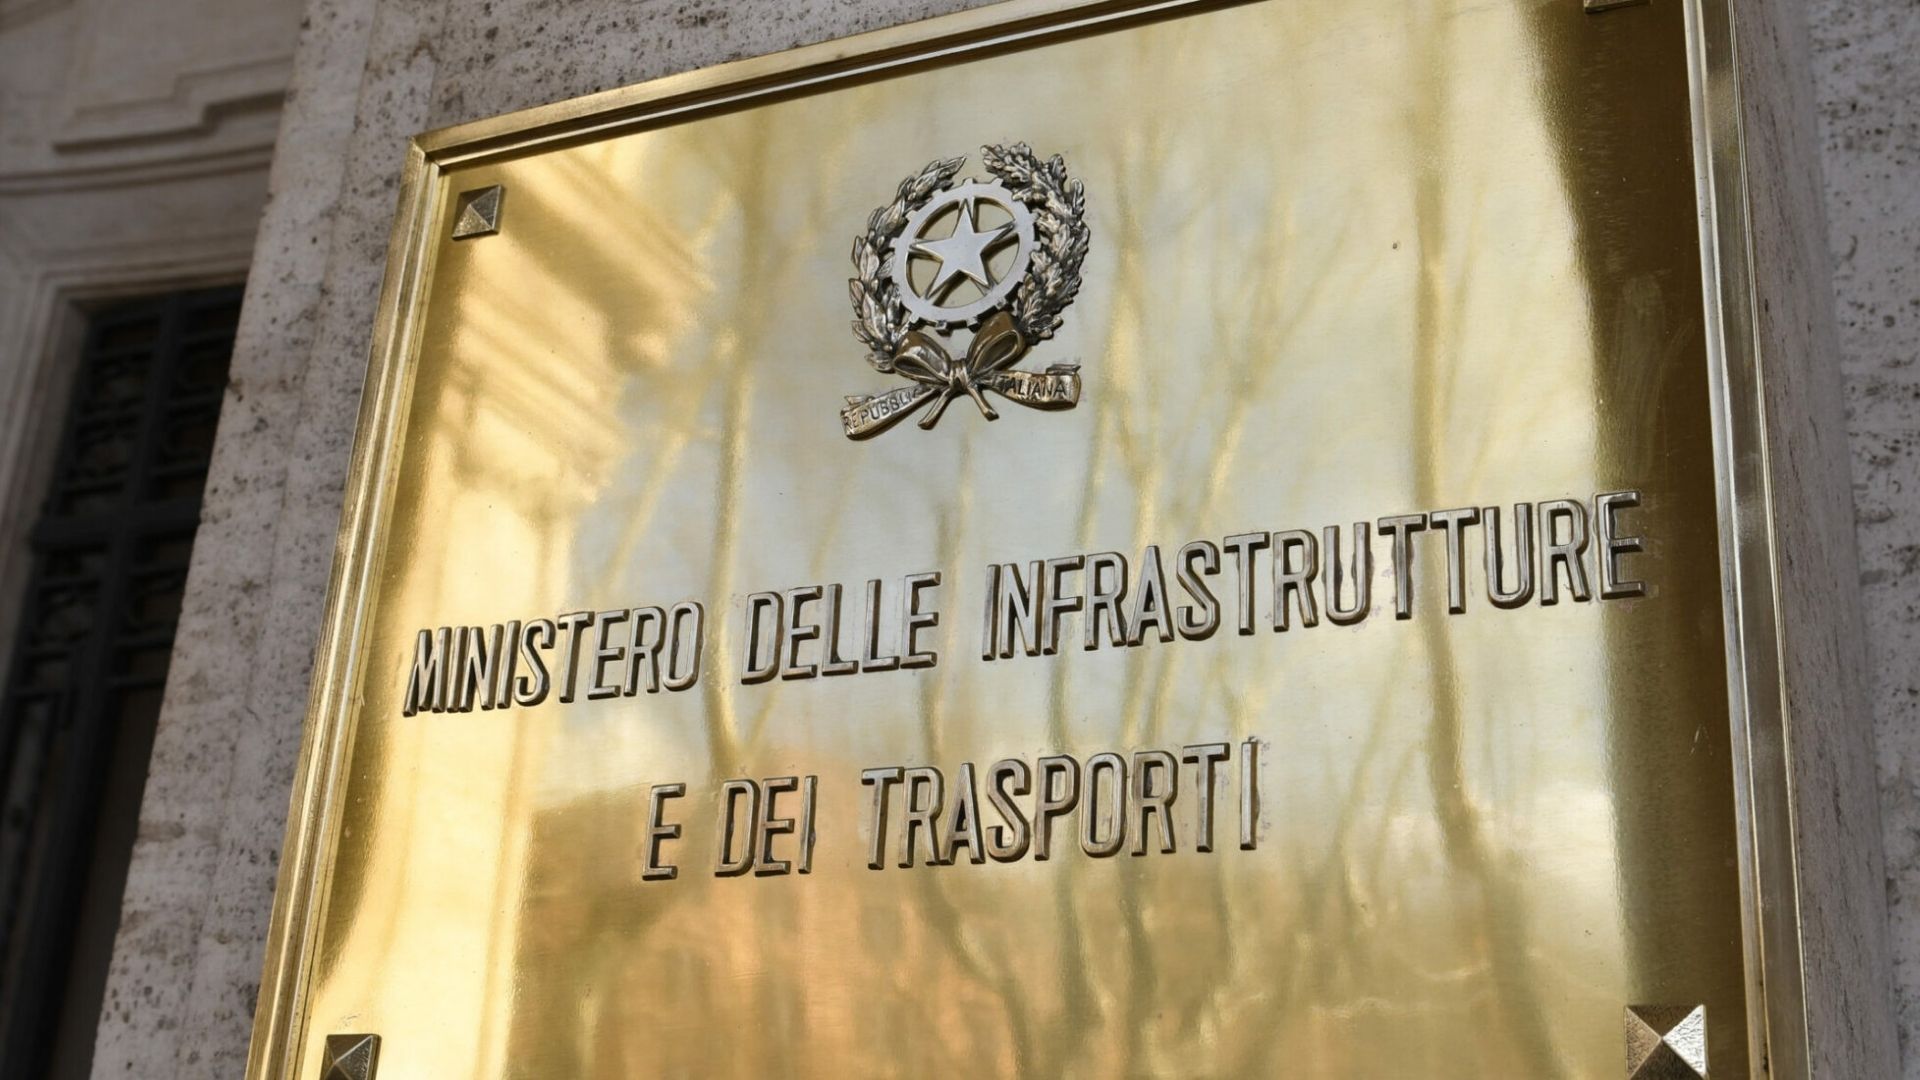 REPUBBLICA ITALIANA
MINISTERO DELLE INFRASTRUTTURE
E DEI TRASPORTI